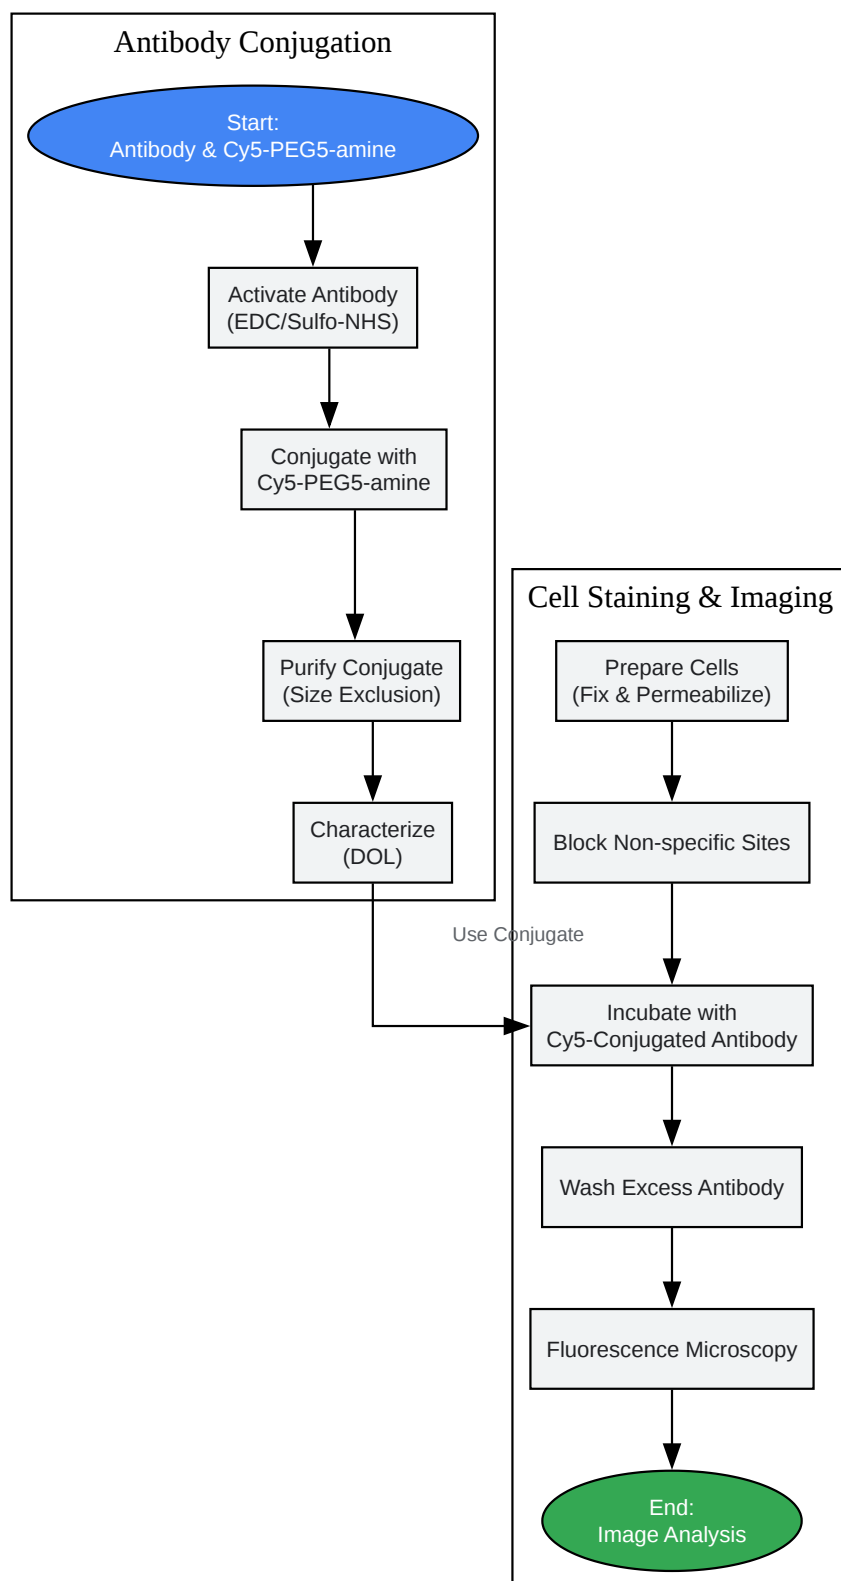 Antibody Conjugation
Start:
Antibody & Cy5-PEG5-amine
Activate Antibody
(EDC/Sulfo-NHS)
Conjugate with
Cy5-PEG5-amine
Purify Conjugate
(Size Exclusion)
Characterize
(DOL)
Use Conjugate
Cell Staining & Imaging
Prepare Cells
(Fix & Permeabilize)
Block Non-specific Sites
Incubate with
Cy5-Conjugated Antibody
Wash Excess Antibody
Fluorescence Microscopy
End:
Image Analysis